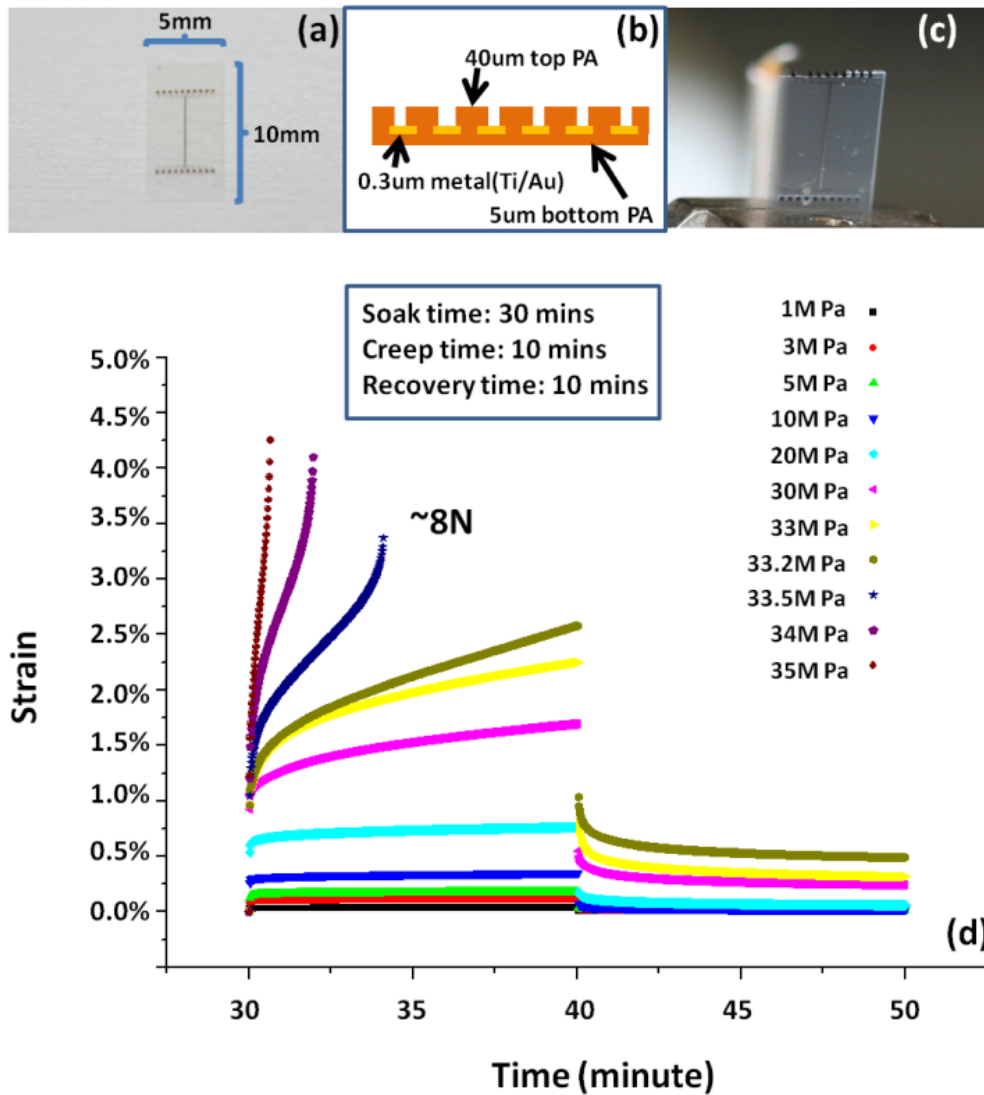 5mm
(a)
10mm
(b)
40um top PA
0.3um metal(Ti/Au)
5um bottom PA
(c)
Soak time: 30 mins
Creep time: 10 mins
Recovery time: 10 mins
1M Pa
3M Pa
5M Pa
10M Pa
20M Pa
30M Pa
33M Pa
33.2M Pa
33.5M Pa
34M Pa
35M Pa
~8N
5.0%
4.5%
4.0%
3.5%
3.0%
2.5%
2.0%
1.5%
1.0%
0.5%
0.0%
Strain
(d)
30
35
40
45
50
Time (minute)